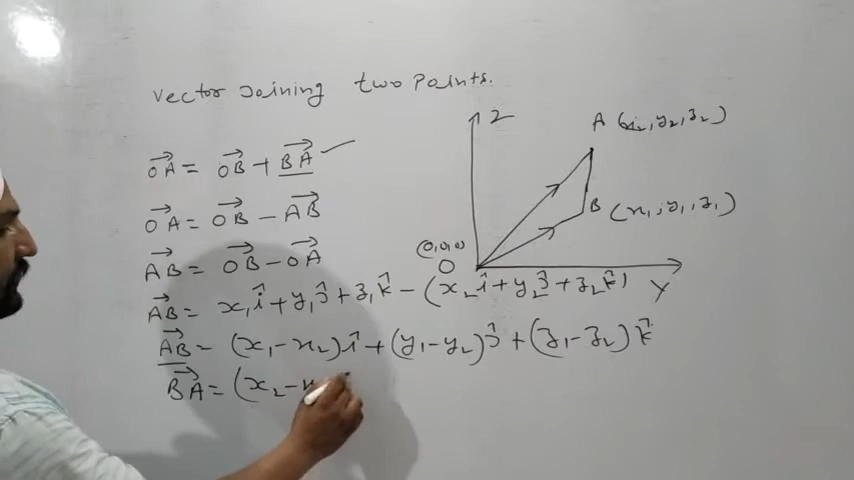 Vector Joining two Points.
→OA = →OB + →BA
→OA = →OB − →AB
→AB = →OB − →OA
→AB = x₁î + y₁ĵ + z₁k̂ − (x₂î + y₂ĵ + z₂k̂)
→AB = (x₁ − x₂)î + (y₁ − y₂)ĵ + (z₁ − z₂)k̂
→BA = (x₂ −
Z
A (x₂, y₂, z₂)
B (x₁, y₁, z₁)
(0,0,0)
O
Y